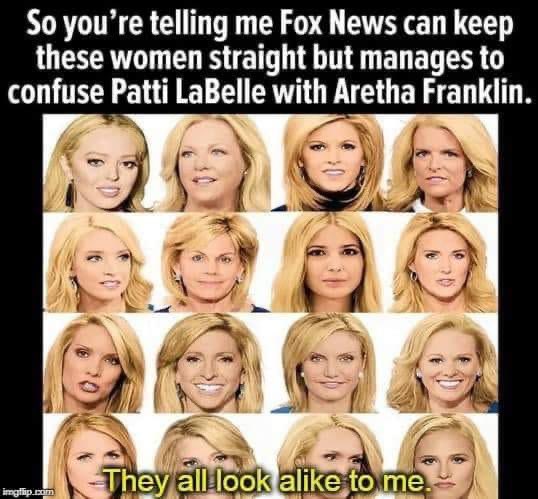 So you're telling me Fox News can keep
these women straight but manages to
confuse Patti LaBelle with Aretha Franklin.
They all look alike to me.
imgflip.com